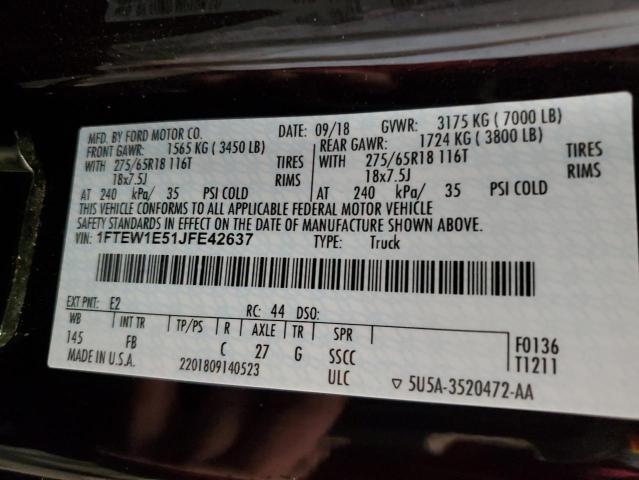 MFD. BY FORD MOTOR CO.
DATE: 09/18 GVWR: 3175 KG ( 7000 LB)
FRONT GAWR: 1565 KG ( 3450 LB)
WITH 275/65R18 116T TIRES
18x7.5J RIMS
AT 240 kPa/ 35 PSI COLD
REAR GAWR: 1724 KG ( 3800 LB)
WITH 275/65R18 116T TIRES
18x7.5J RIMS
AT 240 kPa/ 35 PSI COLD
THIS VEHICLE CONFORMS TO ALL APPLICABLE FEDERAL MOTOR VEHICLE
SAFETY STANDARDS IN EFFECT ON THE DATE OF MANUFACTURE SHOWN ABOVE.
VIN: 1FTEW1E51JFE42637 TYPE: Truck
EXT PNT: E2 RC: 44 DSO:
WB INT TR TP/PS R AXLE TR SPR
145 FB C 27 G SSCC
F0136
T1211
MADE IN U.S.A. 2201809140523 ULC
▽ 5U5A-3520472-AA